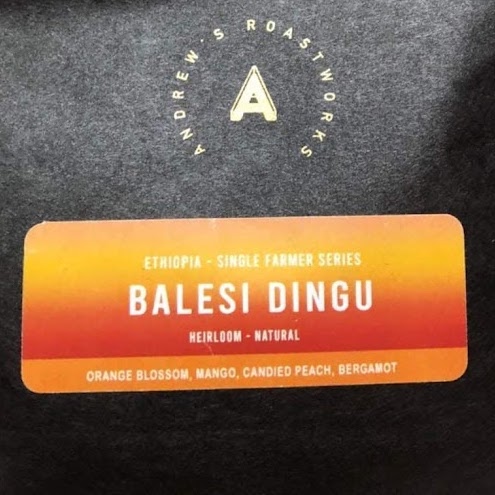 ANDREW'S ROASTWORKS
A
ETHIOPIA - SINGLE FARMER SERIES
BALESI DINGU
HEIRLOOM - NATURAL
ORANGE BLOSSOM, MANGO, CANDIED PEACH, BERGAMOT